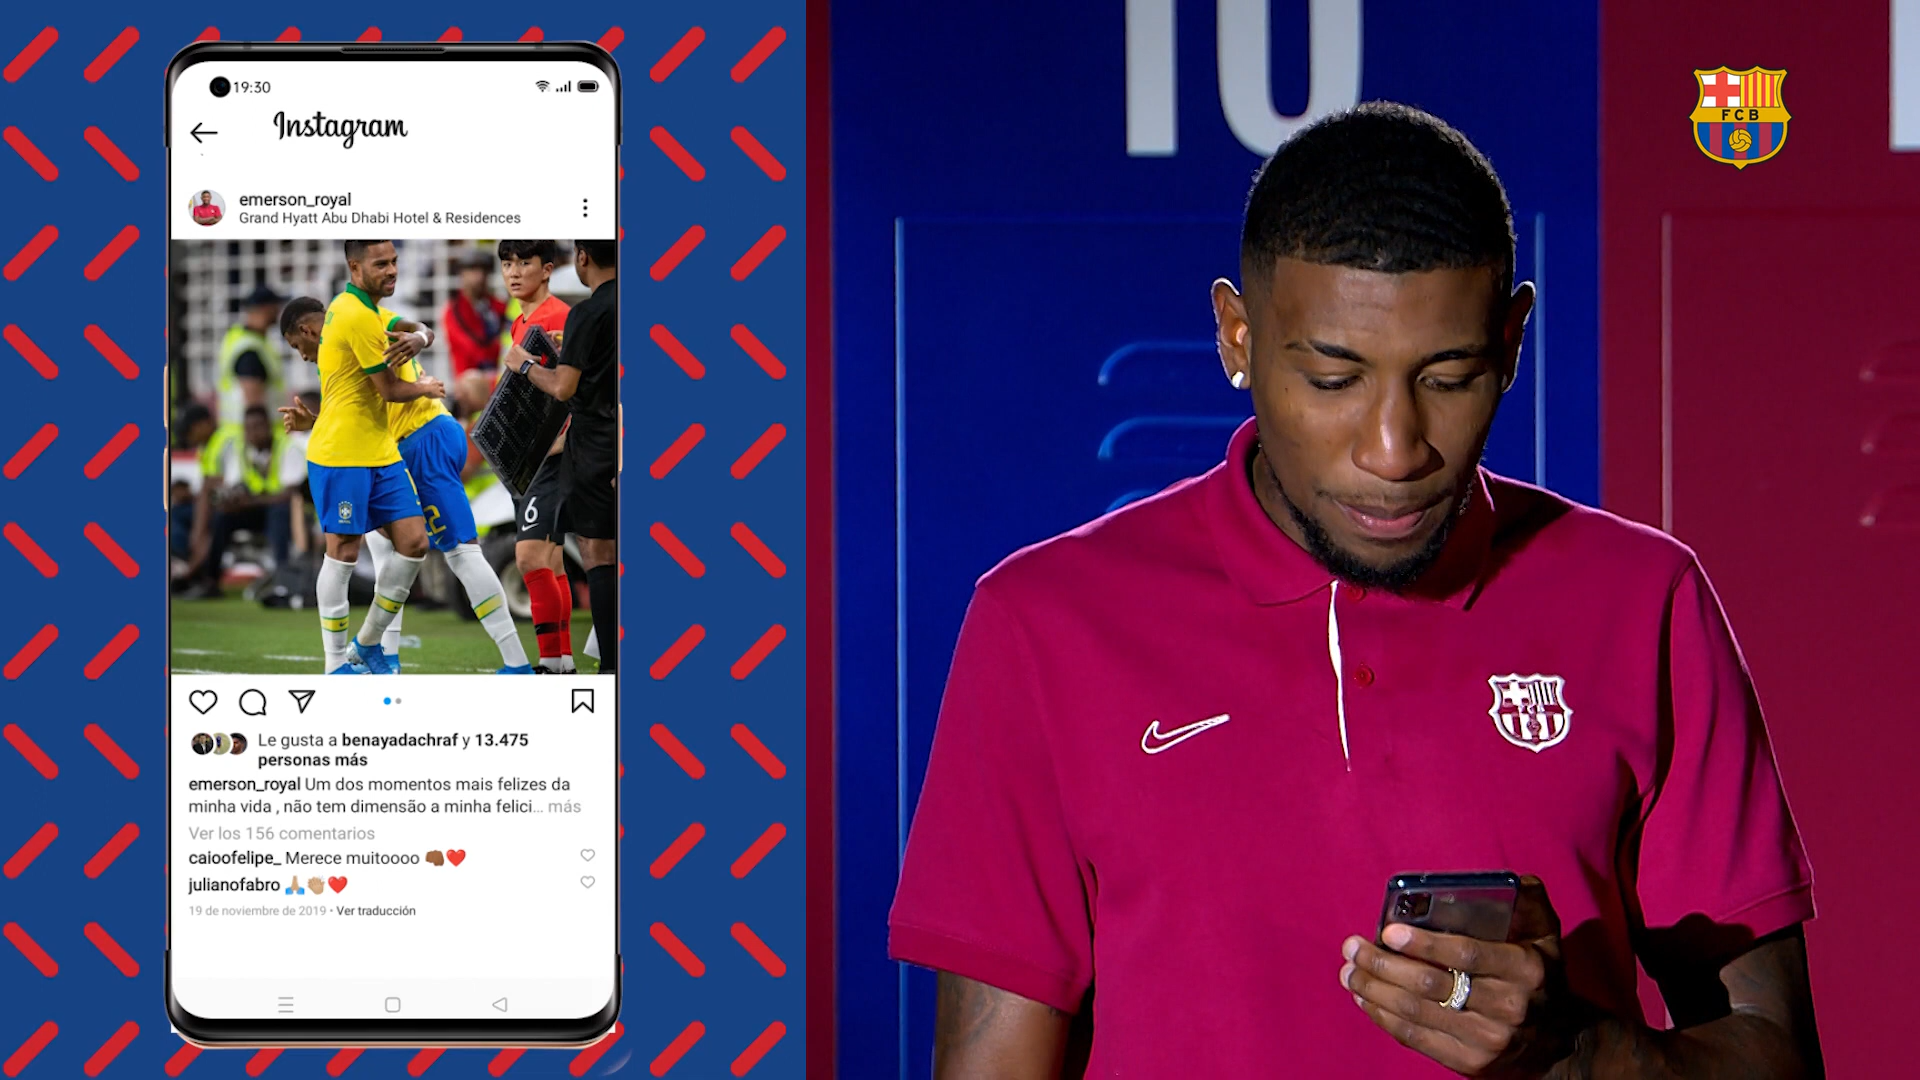 19:30
Instagram
emerson_royal
Grand Hyatt Abu Dhabi Hotel & Residences
6
Le gusta a benayadachraf y 13.475
personas más
emerson_royal Um dos momentos mais felizes da
minha vida , não tem dimensão a minha felici... más
Ver los 156 comentarios
caioofelipe_ Merece muitoooo 👊🏾❤️
julianofabro 🙏🏼👏🏼❤️
19 de noviembre de 2019 • Ver traducción
10
FCB